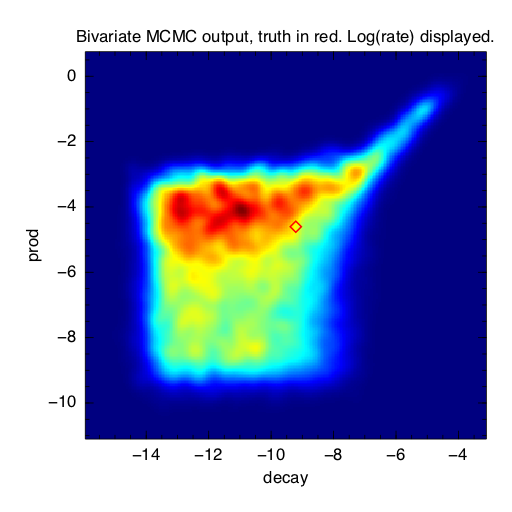 Bivariate MCMC output, truth in red. Log(rate) displayed.
0
−2
−4
−6
−8
−10
prod
−14 −12 −10 −8 −6 −4
decay